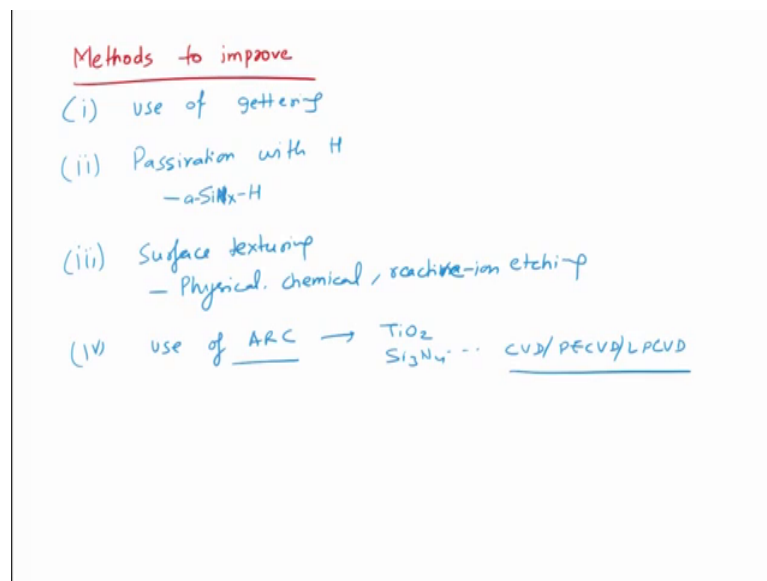 Methods to improve
(i) use of gettering
(ii) Passivation with H
- a-SiNx-H
(iii) Surface texturing
- Physical. chemical, reactive-ion etching
(IV) use of ARC → TiO2
Si3N4... CVD/PECVD/LPCVD